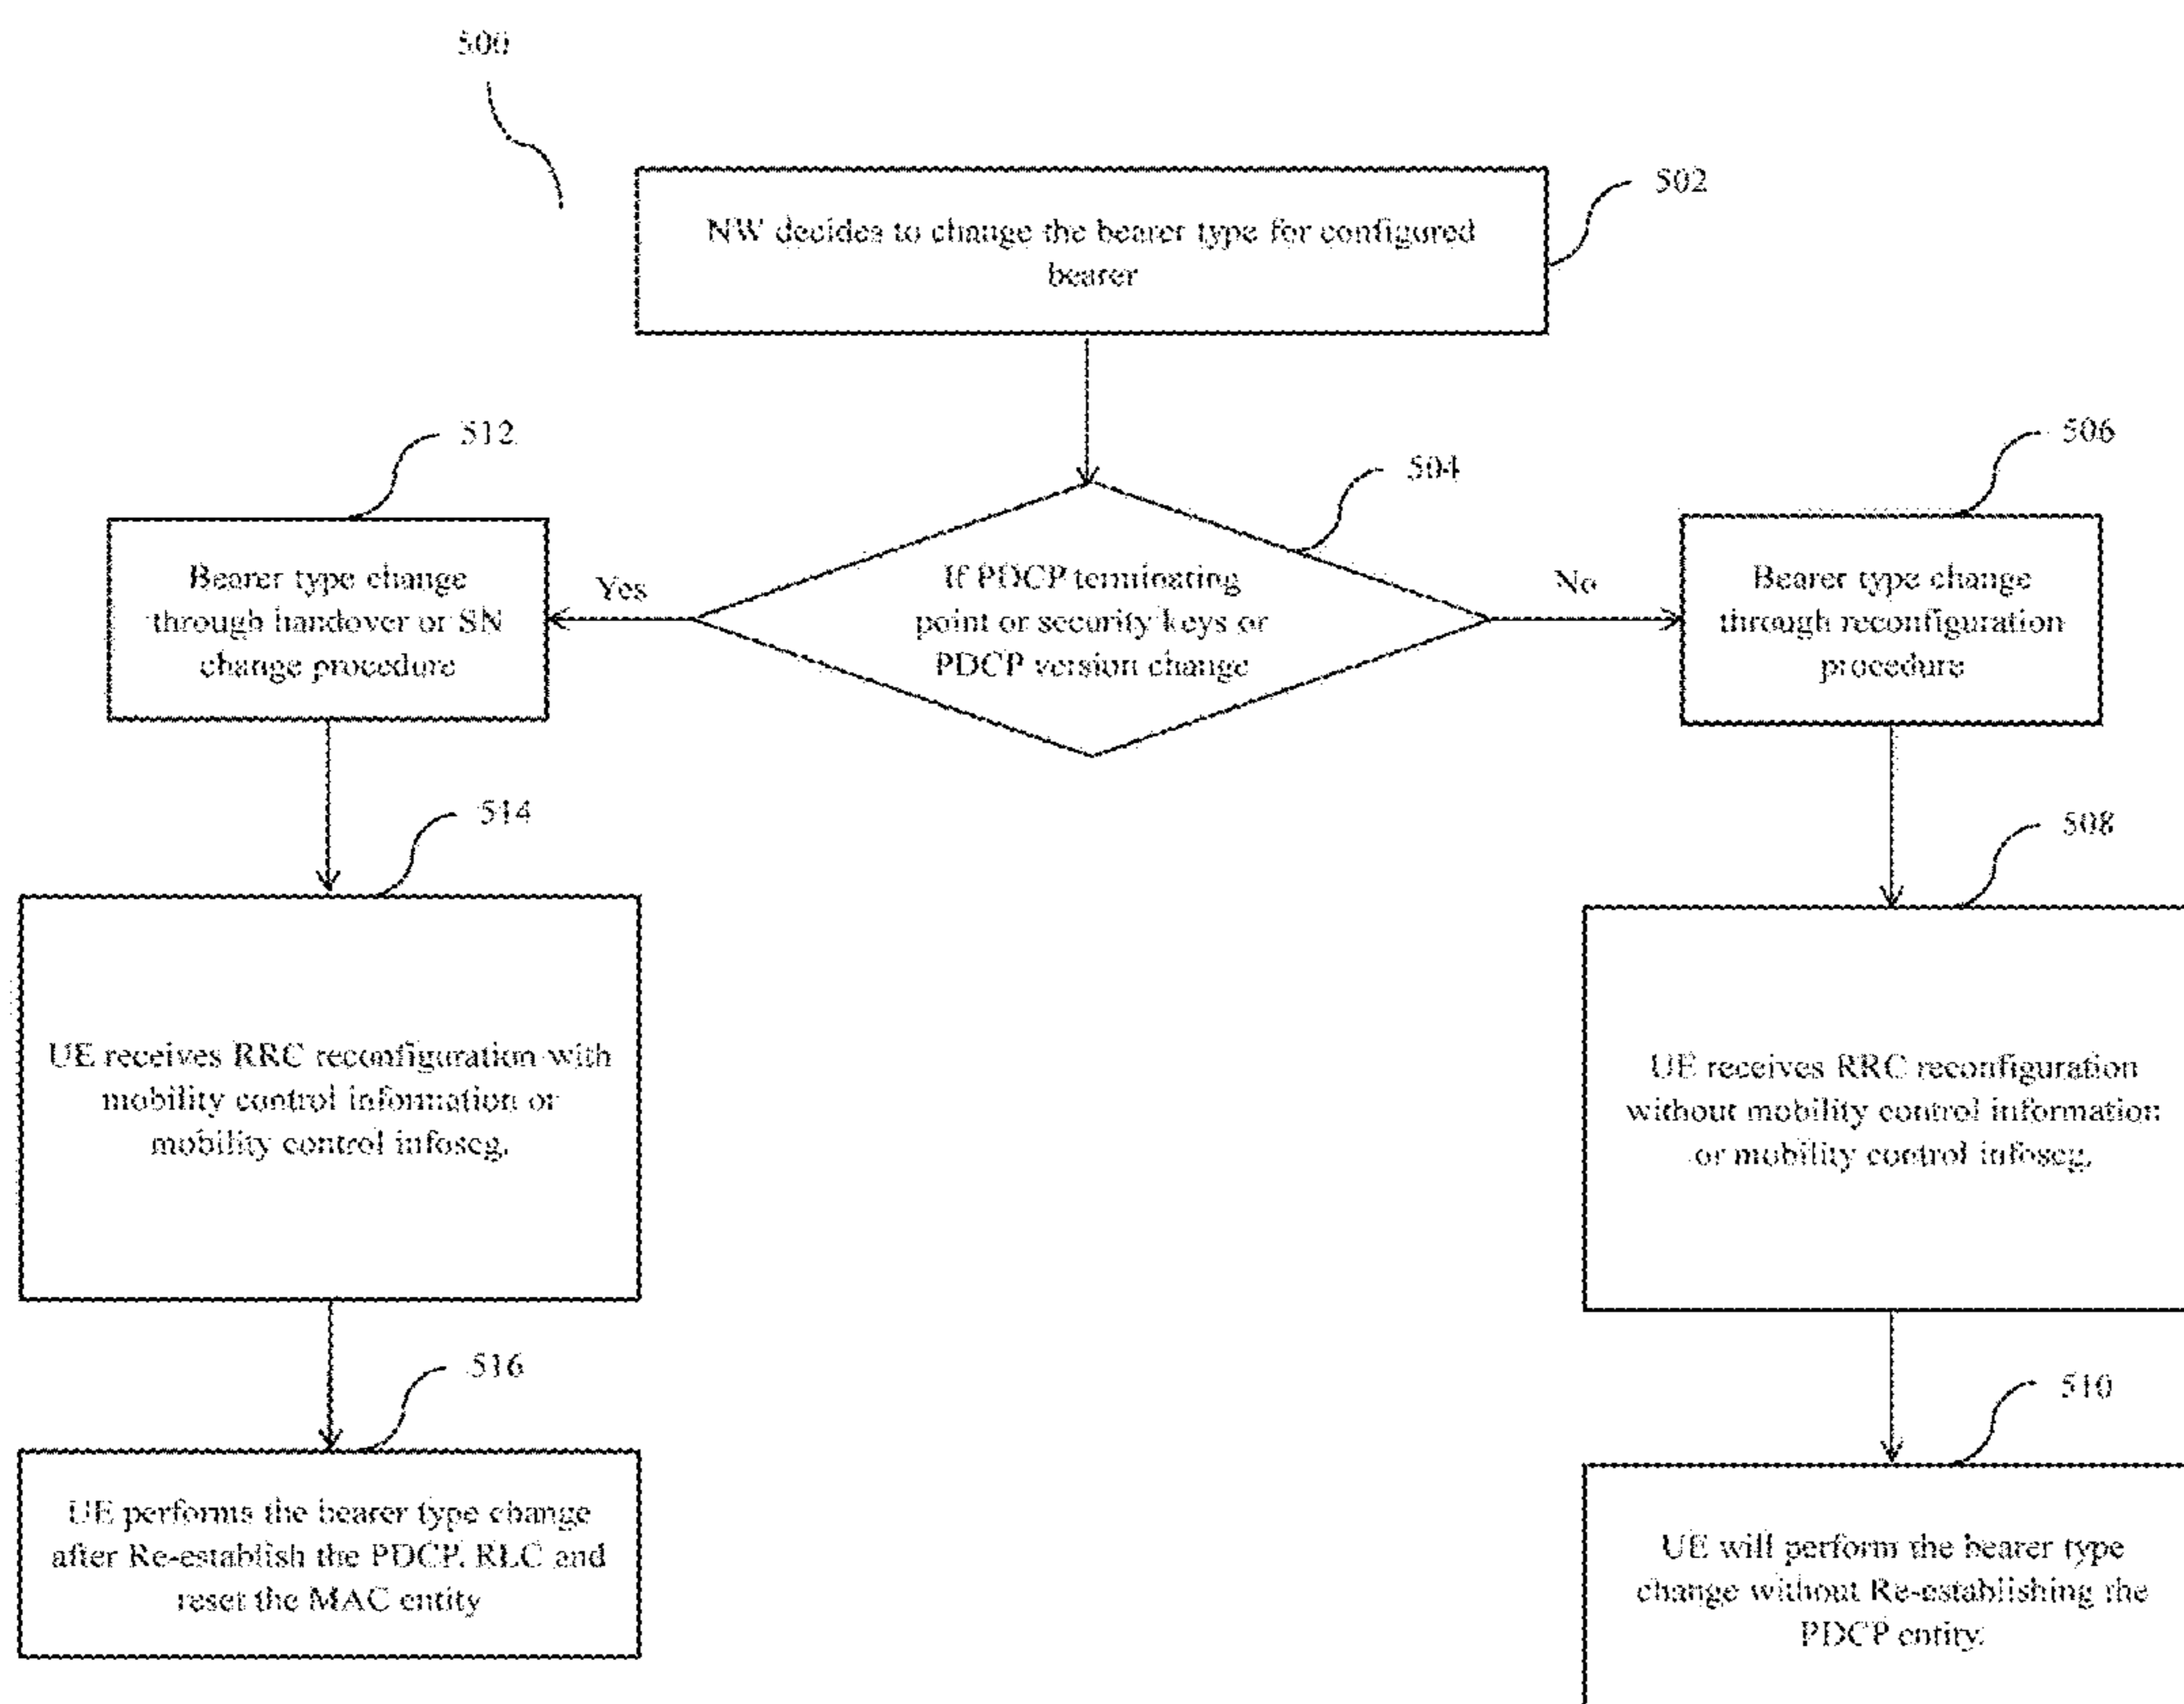 500
502
NW decides to change the bearer type for configured
bearer
504
If PDCP terminating
point or security keys or
PDCP version change
Yes
No
512
Bearer type change
through handover or SN
change procedure
506
Bearer type change
through reconfiguration
procedure
514
UE receives RRC reconfiguration with
mobility control information or
mobility control infoscg.
508
UE receives RRC reconfiguration
without mobility control information
or mobility control infoscg.
516
UE performs the bearer type change
after Re-establish the PDCP, RLC and
reset the MAC entity
510
UE will perform the bearer type
change without Re-establishing the
PDCP entity.